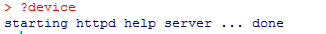 > ?device
starting httpd help server ... done